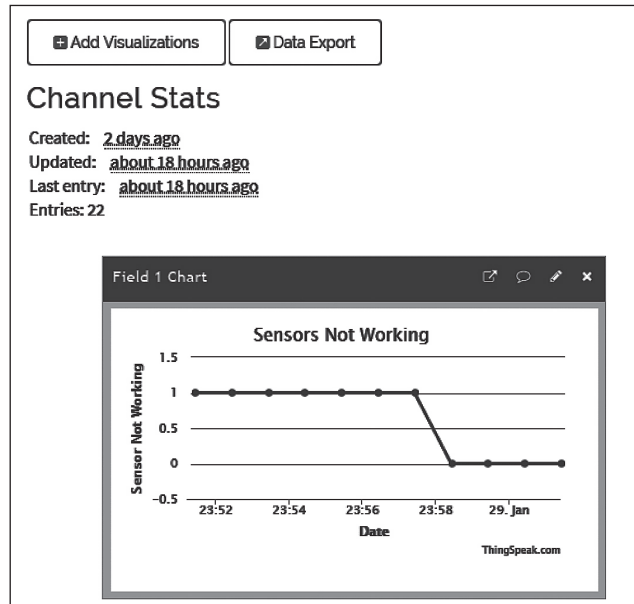 Add Visualizations
Data Export
Channel Stats
Created: 2 days ago
Updated: about 18 hours ago
Last entry: about 18 hours ago
Entries: 22
Field 1 Chart
Sensors Not Working
Sensor Not Working
1.5
1
0.5
0
-0.5
23:52 23:54 23:56 23:58 29. Jan
Date
ThingSpeak.com